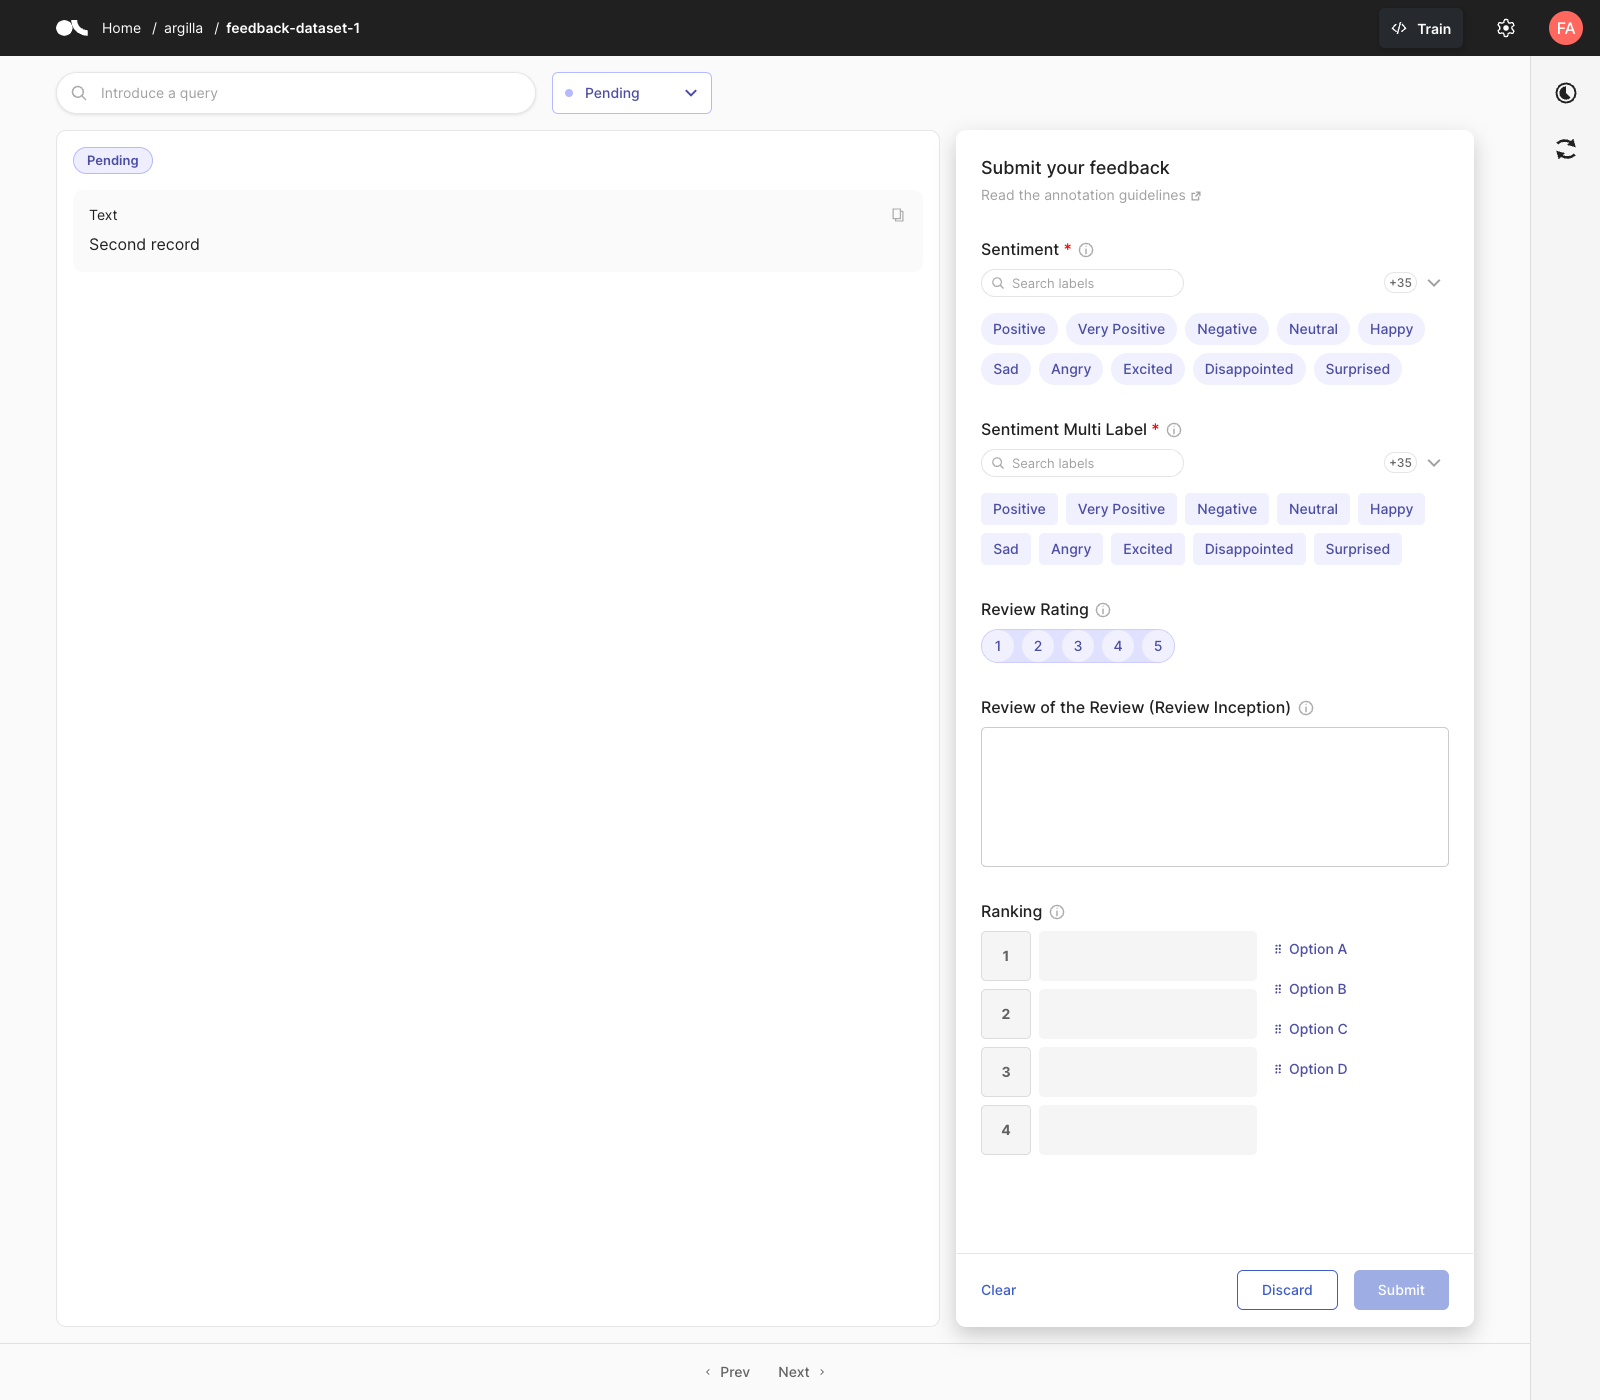 Home / argilla / feedback-dataset-1
Train
FA
Introduce a query
Pending
Pending
Text
Second record
Submit your feedback
Read the annotation guidelines
Sentiment *
Search labels
+35
Positive Very Positive Negative Neutral Happy
Sad Angry Excited Disappointed Surprised
Sentiment Multi Label *
Search labels
+35
Positive Very Positive Negative Neutral Happy
Sad Angry Excited Disappointed Surprised
Review Rating
1 2 3 4 5
Review of the Review (Review Inception)
Ranking
1
2
3
4
Option A
Option B
Option C
Option D
Clear
Discard
Submit
Prev
Next